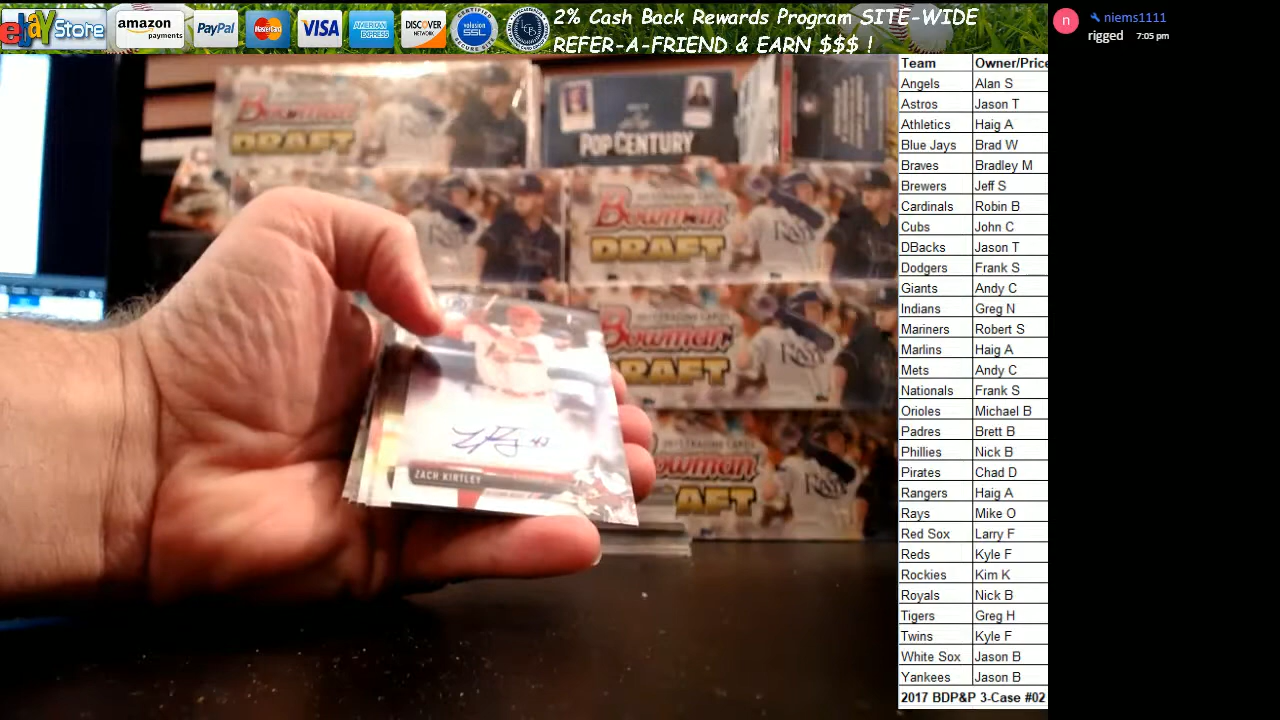 ebay Store
amazon payments
PayPal
MasterCard
VISA
AMERICAN EXPRESS
DISCOVER NETWORK
2% Cash Back Rewards Program SITE-WIDE
REFER-A-FRIEND & EARN $$$ !
niems1111
rigged 7:05 pm
Team Owner/Price
Angels Alan S
Astros Jason T
Athletics Haig A
Blue Jays Brad W
Braves Bradley M
Brewers Jeff S
Cardinals Robin B
Cubs John C
DBacks Jason T
Dodgers Frank S
Giants Andy C
Indians Greg N
Mariners Robert S
Marlins Haig A
Mets Andy C
Nationals Frank S
Orioles Michael B
Padres Brett B
Phillies Nick B
Pirates Chad D
Rangers Haig A
Rays Mike O
Red Sox Larry F
Reds Kyle F
Rockies Kim K
Royals Nick B
Tigers Greg H
Twins Kyle F
White Sox Jason B
Yankees Jason B
2017 BDP&P 3-Case #02
Bowman
DRAFT
POP CENTURY
Bowman
DRAFT
ZACH KIRTLEY